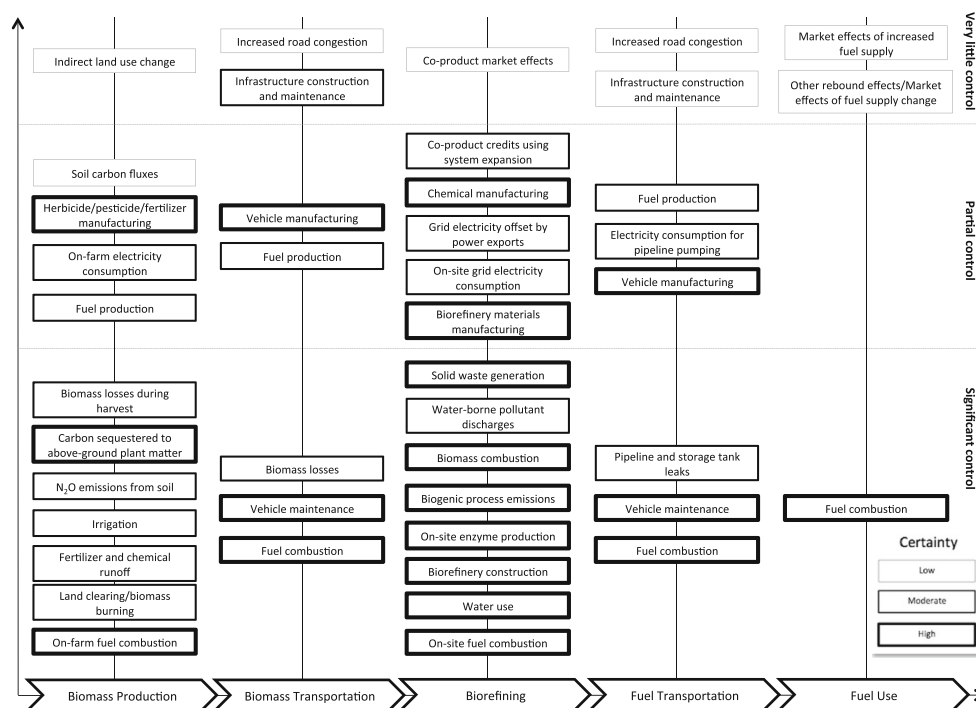 Very little control
Increased road congestion
Increased road congestion
Market effects of increased
fuel supply
Indirect land use change
Co-product market effects
Infrastructure construction
and maintenance
Infrastructure construction
and maintenance
Other rebound effects/Market
effects of fuel supply change
Partial control
Co-product credits using
system expansion
Soil carbon fluxes
Chemical manufacturing
Herbicide/pesticide/fertilizer
manufacturing
Vehicle manufacturing
Fuel production
Grid electricity offset by
power exports
Electricity consumption for
pipeline pumping
On-farm electricity
consumption
Fuel production
On-site grid electricity
consumption
Vehicle manufacturing
Fuel production
Biorefinery materials
manufacturing
Significant control
Solid waste generation
Biomass losses during
harvest
Water-borne pollutant
discharges
Carbon sequestered to
above-ground plant matter
Biomass losses
Biomass combustion
Pipeline and storage tank
leaks
N₂O emissions from soil
Vehicle maintenance
Biogenic process emissions
Vehicle maintenance
Fuel combustion
Irrigation
On-site enzyme production
Fertilizer and chemical
runoff
Fuel combustion
Biorefinery construction
Fuel combustion
Land clearing/biomass
burning
Water use
On-farm fuel combustion
On-site fuel combustion
Certainty
Low
Moderate
High
Biomass Production
Biomass Transportation
Biorefining
Fuel Transportation
Fuel Use